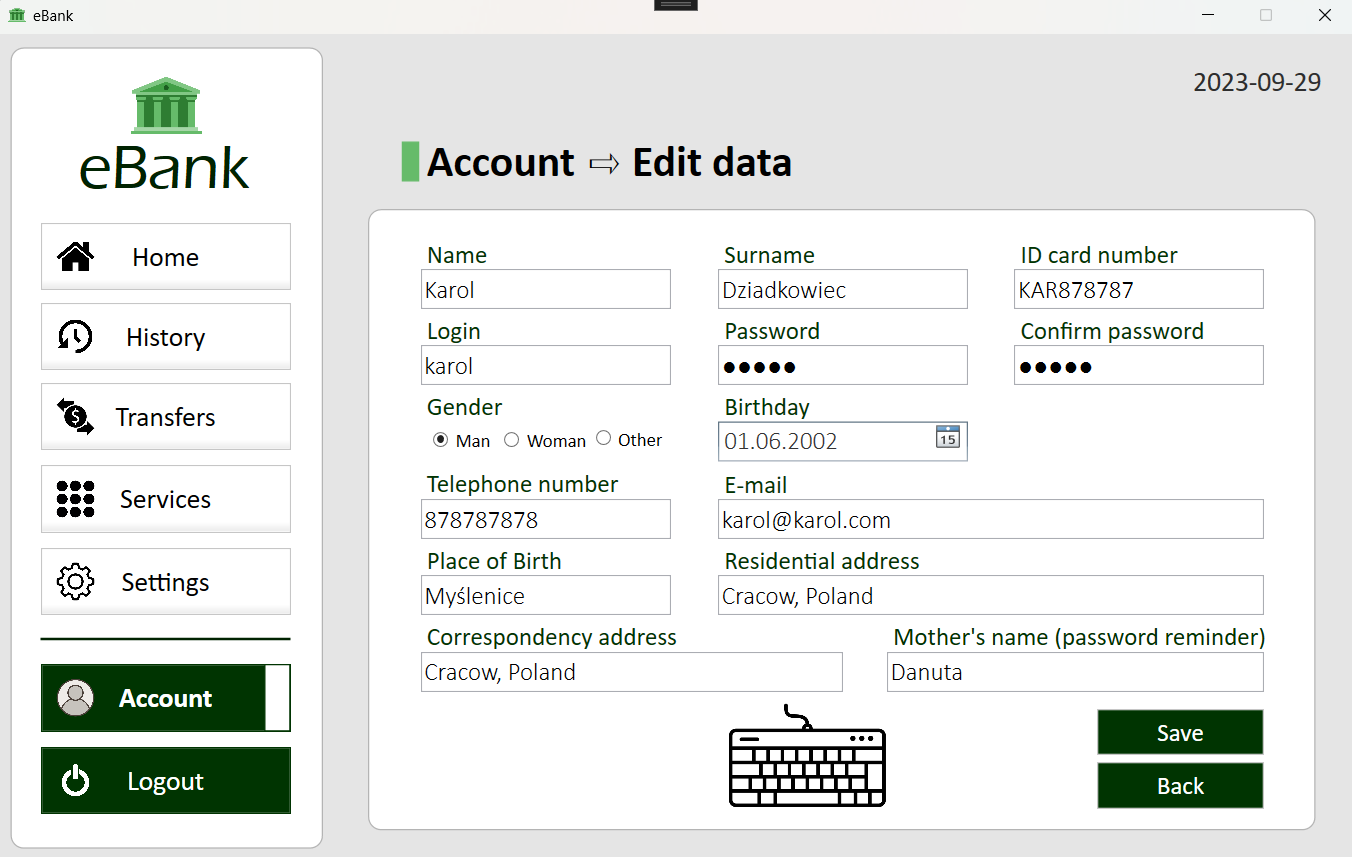 eBank
2023-09-29
eBank
Account ⇨ Edit data
Home
History
Transfers
Services
Settings
Account
Logout
Name Surname ID card number
Karol Dziadkowiec KAR878787
Login Password Confirm password
karol ●●●●● ●●●●●
Gender Birthday
Man Woman Other 01.06.2002 15
Telephone number E-mail
878787878 karol@karol.com
Place of Birth Residential address
Myślenice Cracow, Poland
Correspondency address Mother's name (password reminder)
Cracow, Poland Danuta
Save
Back